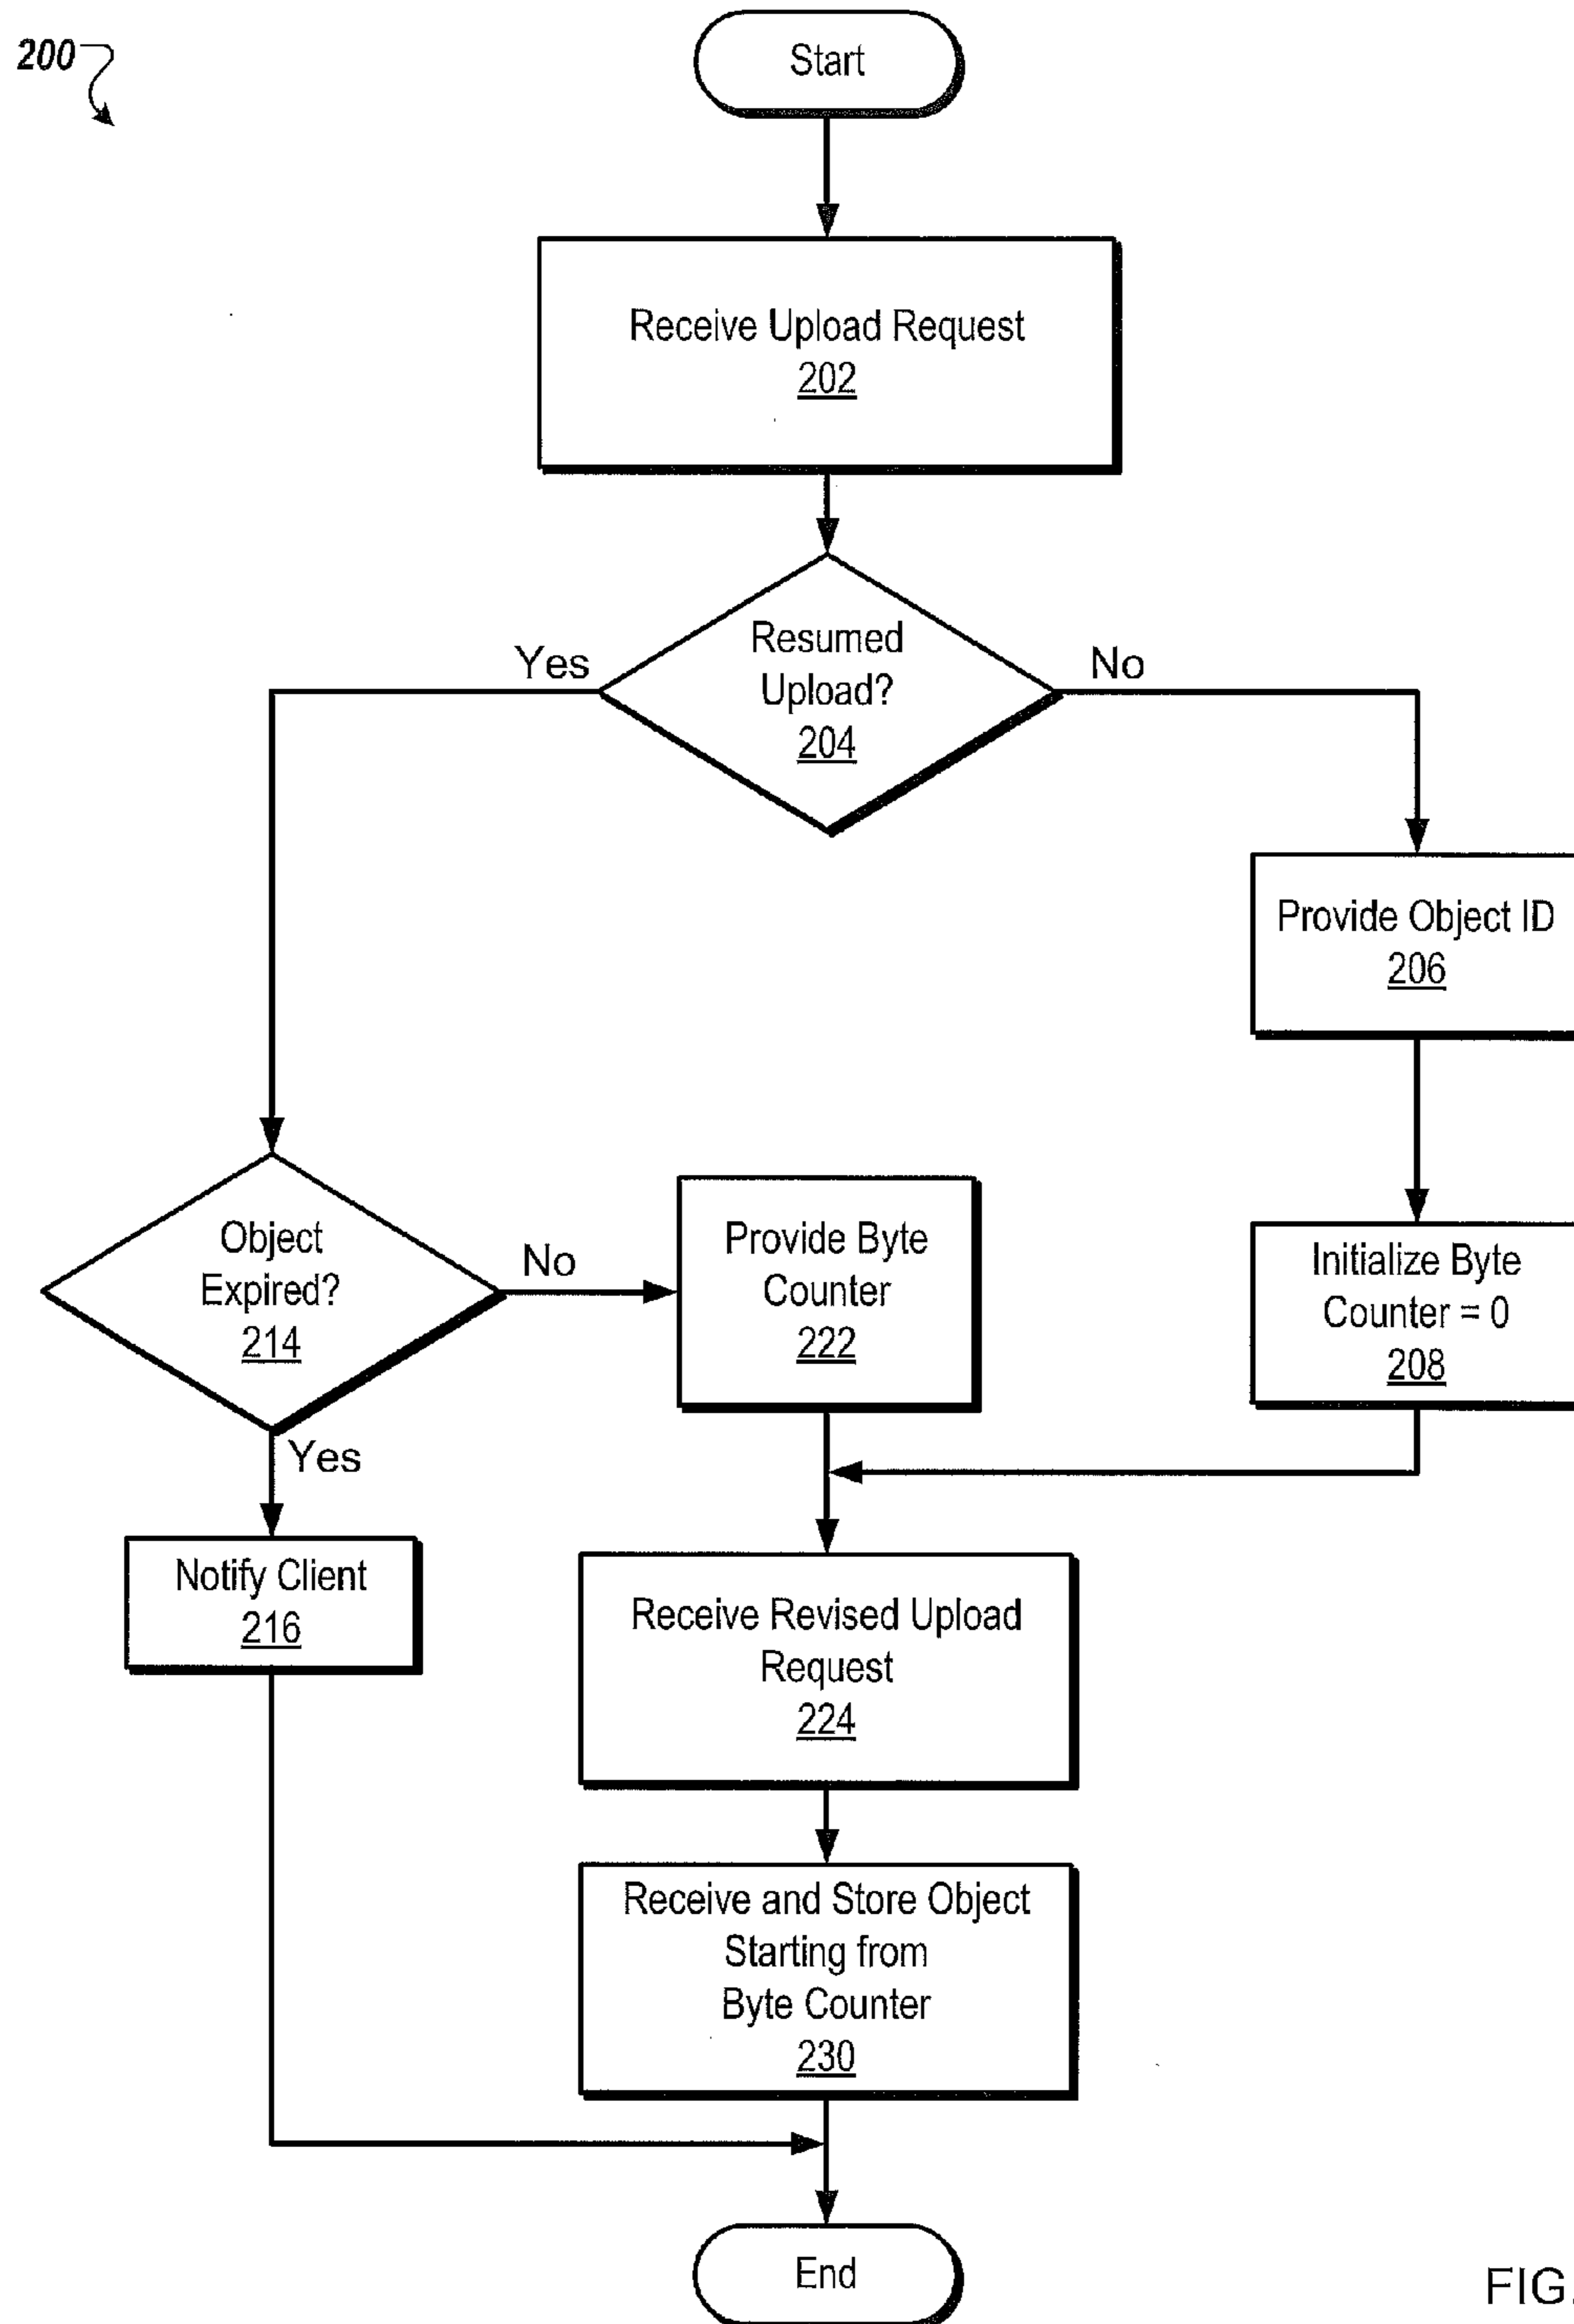 200
Start
Receive Upload Request
202
Resumed
Upload?
204
Yes
No
Provide Object ID
206
Object
Expired?
214
No
Yes
Provide Byte
Counter
222
Initialize Byte
Counter = 0
208
Notify Client
216
Receive Revised Upload
Request
224
Receive and Store Object
Starting from
Byte Counter
230
End
FIG.